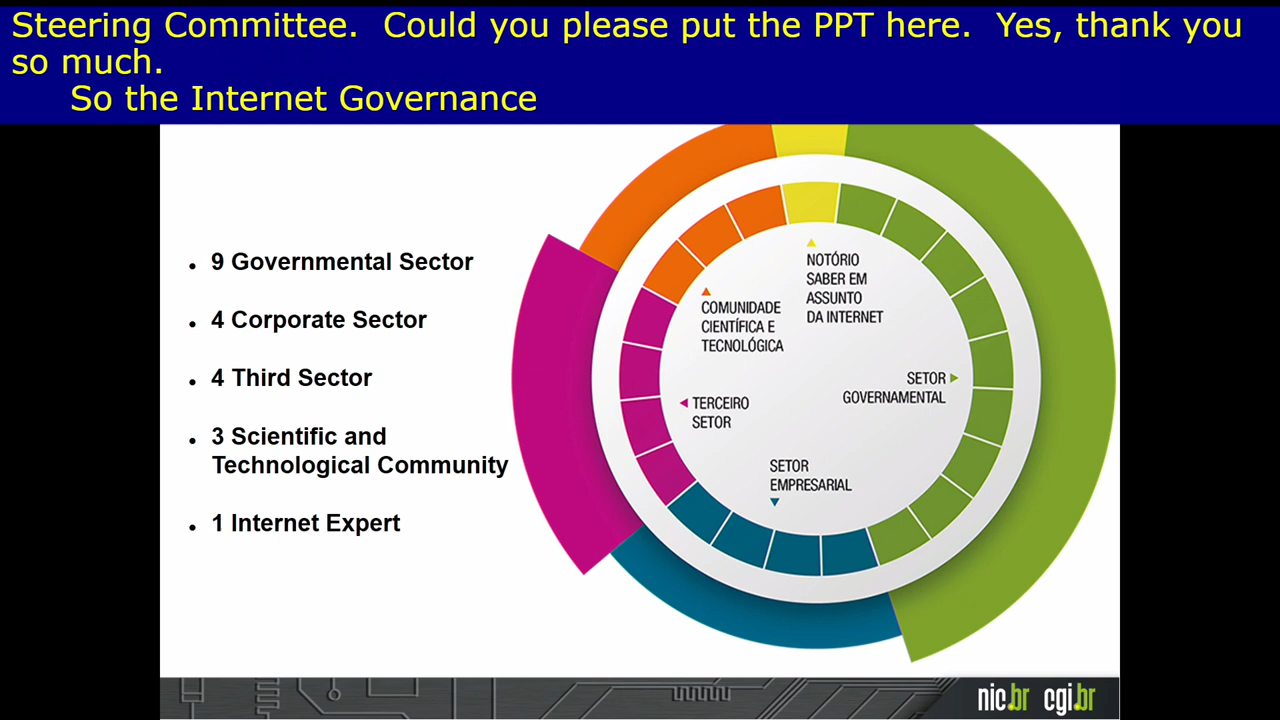 Steering Committee.  Could you please put the PPT here.  Yes, thank you
so much.
So the Internet Governance
• 9 Governmental Sector
• 4 Corporate Sector
• 4 Third Sector
• 3 Scientific and
Technological Community
• 1 Internet Expert
NOTÓRIO
SABER EM
ASSUNTO
DA INTERNET
COMUNIDADE
CIENTÍFICA E
TECNOLÓGICA
SETOR
GOVERNAMENTAL
TERCEIRO
SETOR
SETOR
EMPRESARIAL
nic.br cgi.br